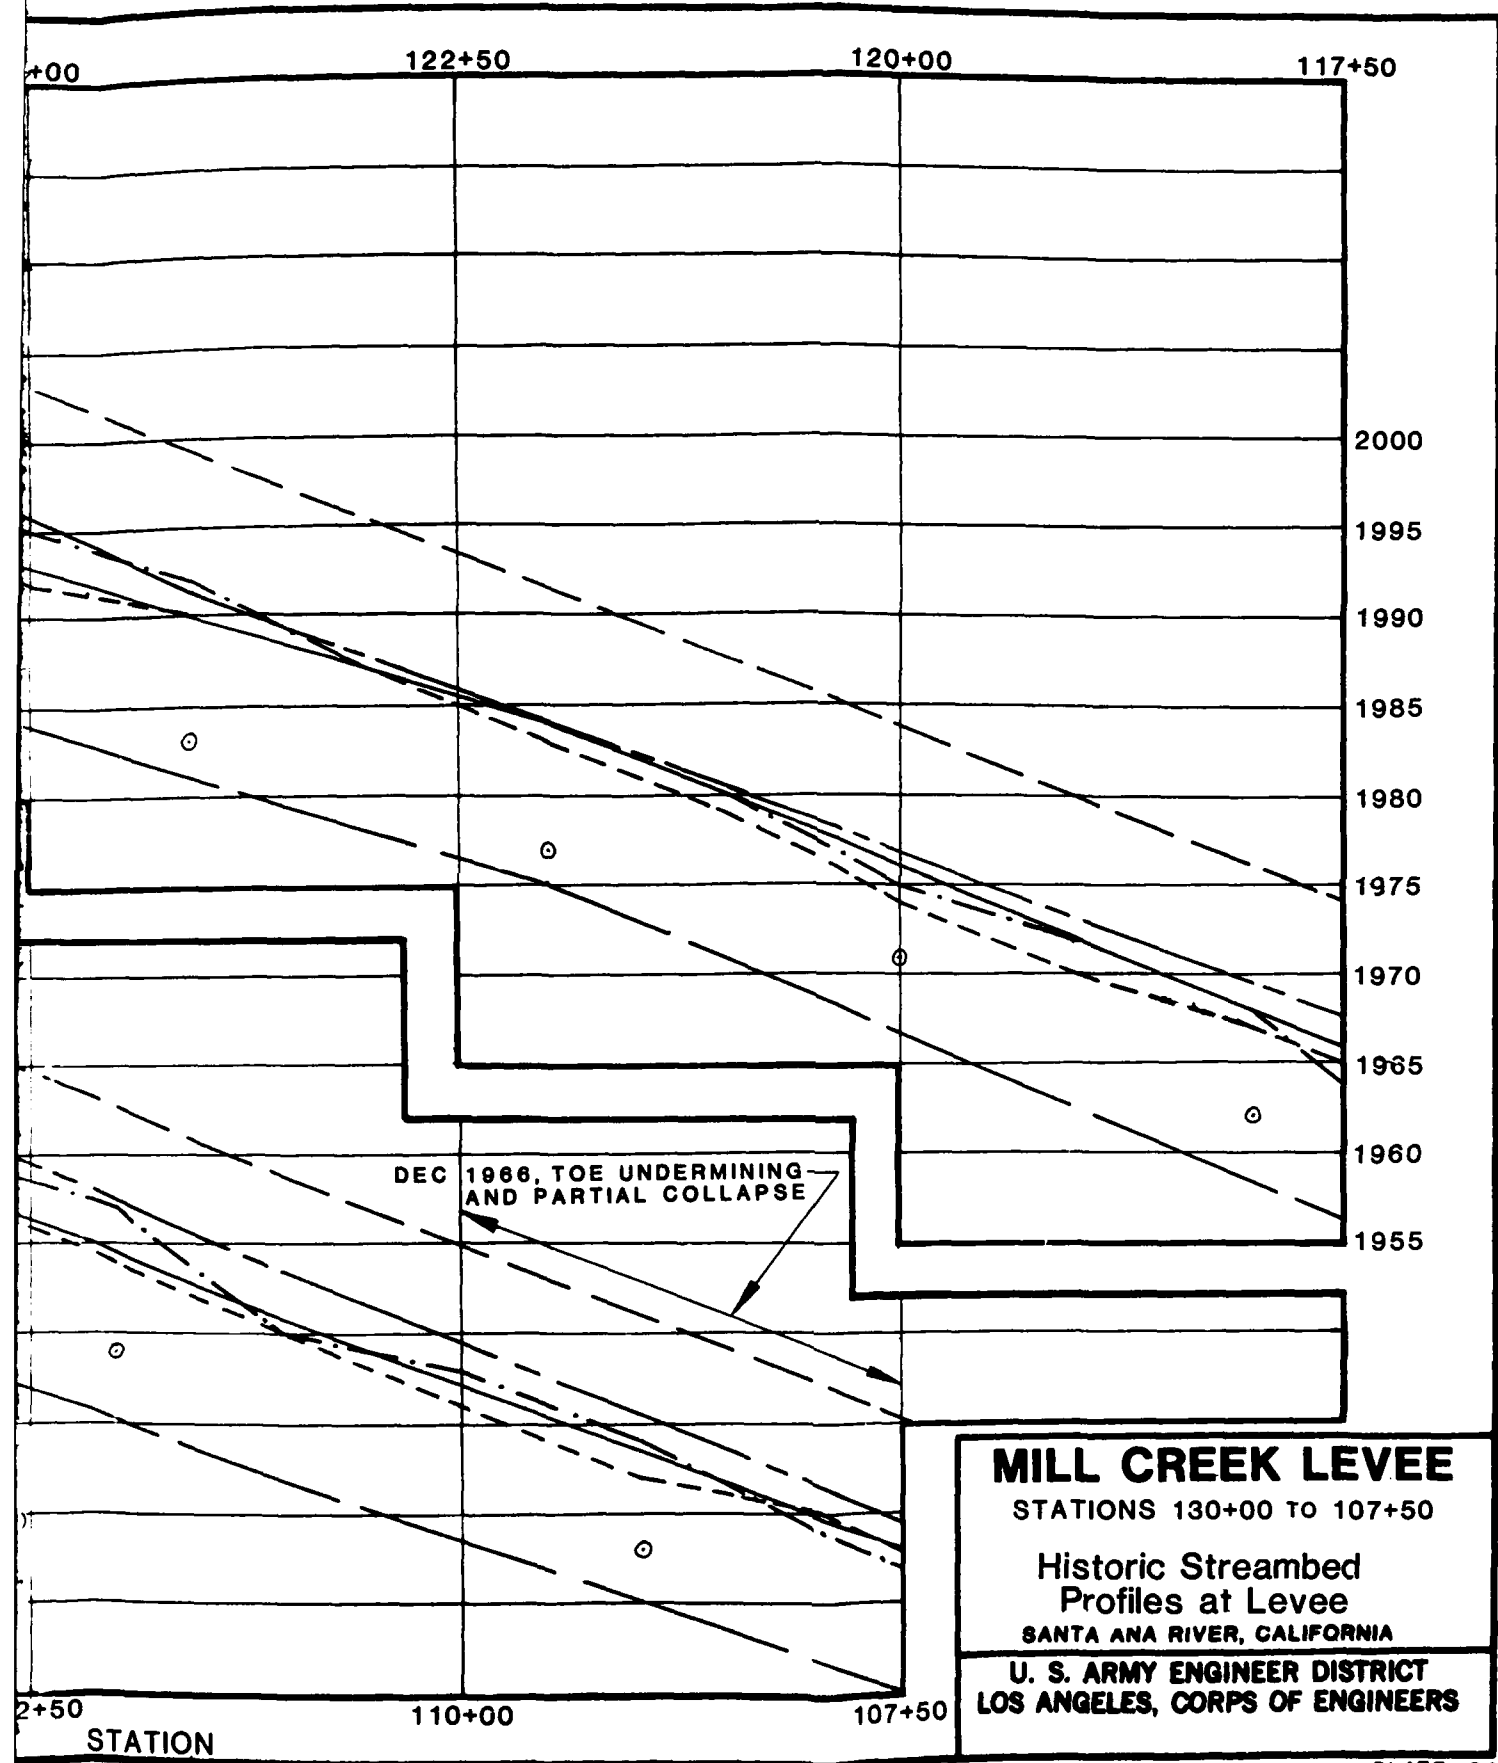 +00 122+50 120+00 117+50
2000
1995
1990
1985
1980
1975
1970
1965
1960
1955
DEC 1966, TOE UNDERMINING
AND PARTIAL COLLAPSE
MILL CREEK LEVEE
STATIONS 130+00 TO 107+50
Historic Streambed
Profiles at Levee
SANTA ANA RIVER, CALIFORNIA
U. S. ARMY ENGINEER DISTRICT
LOS ANGELES, CORPS OF ENGINEERS
2+50 110+00 107+50
STATION